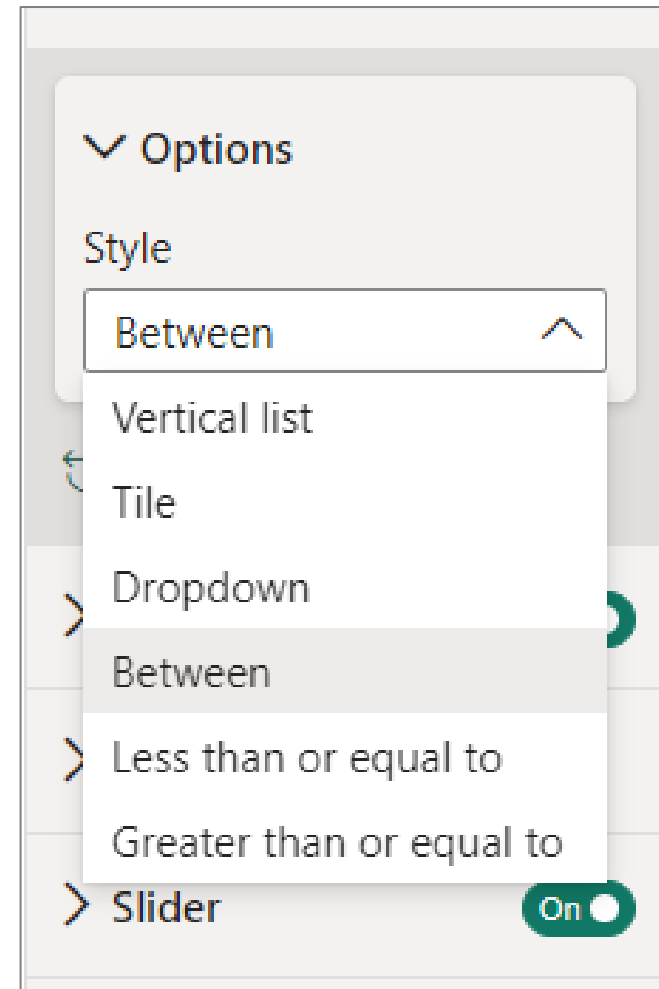 Options
Style
Between
Vertical list
Tile
Dropdown
Between
Less than or equal to
Greater than or equal to
Slider
On